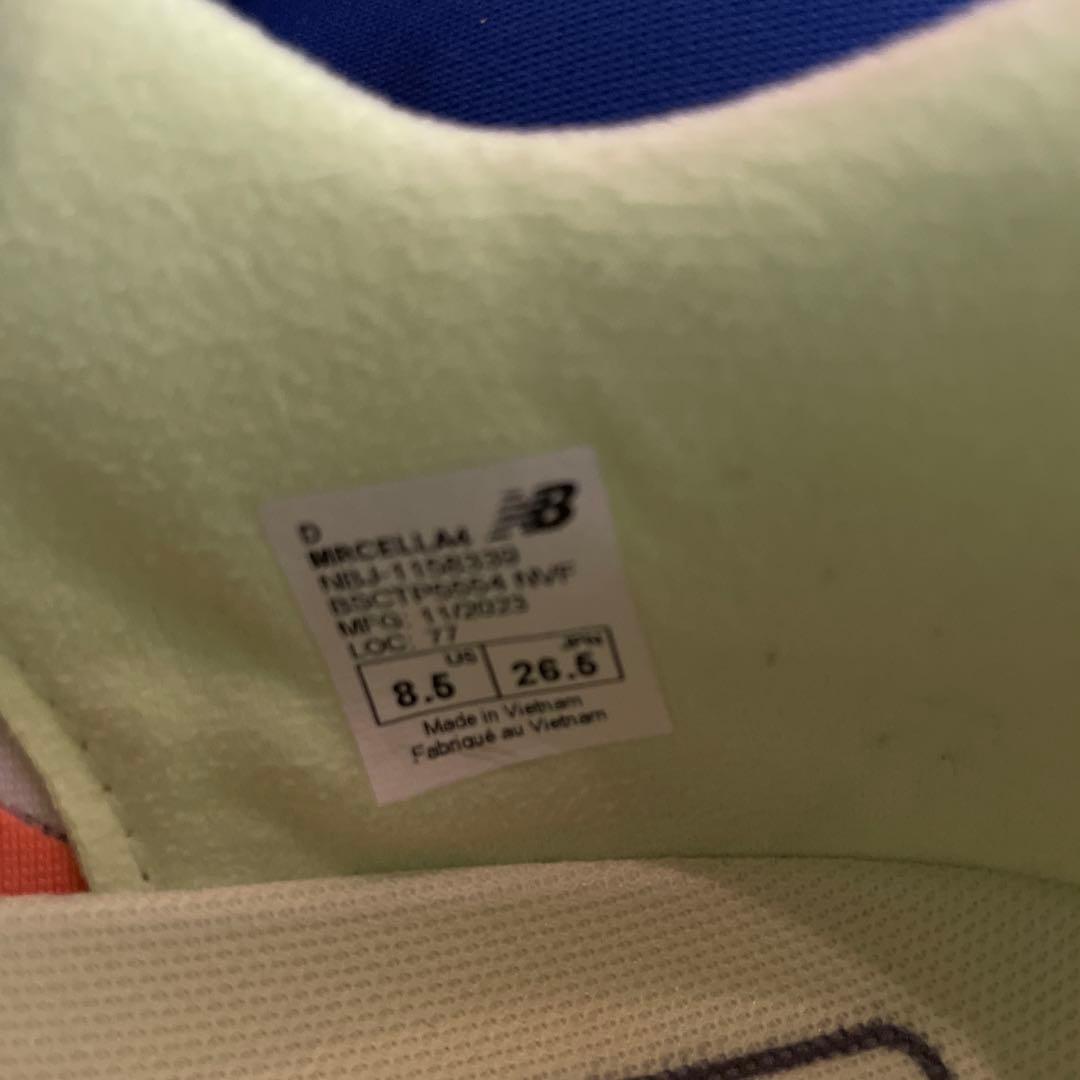 D
NB
MRCELLA4
NBJ-1158339
NVF
MFG: 11/2023
LOC: 77
US JPN
8.5 26.5
Made in Vietnam
Fabriqué au Vietnam